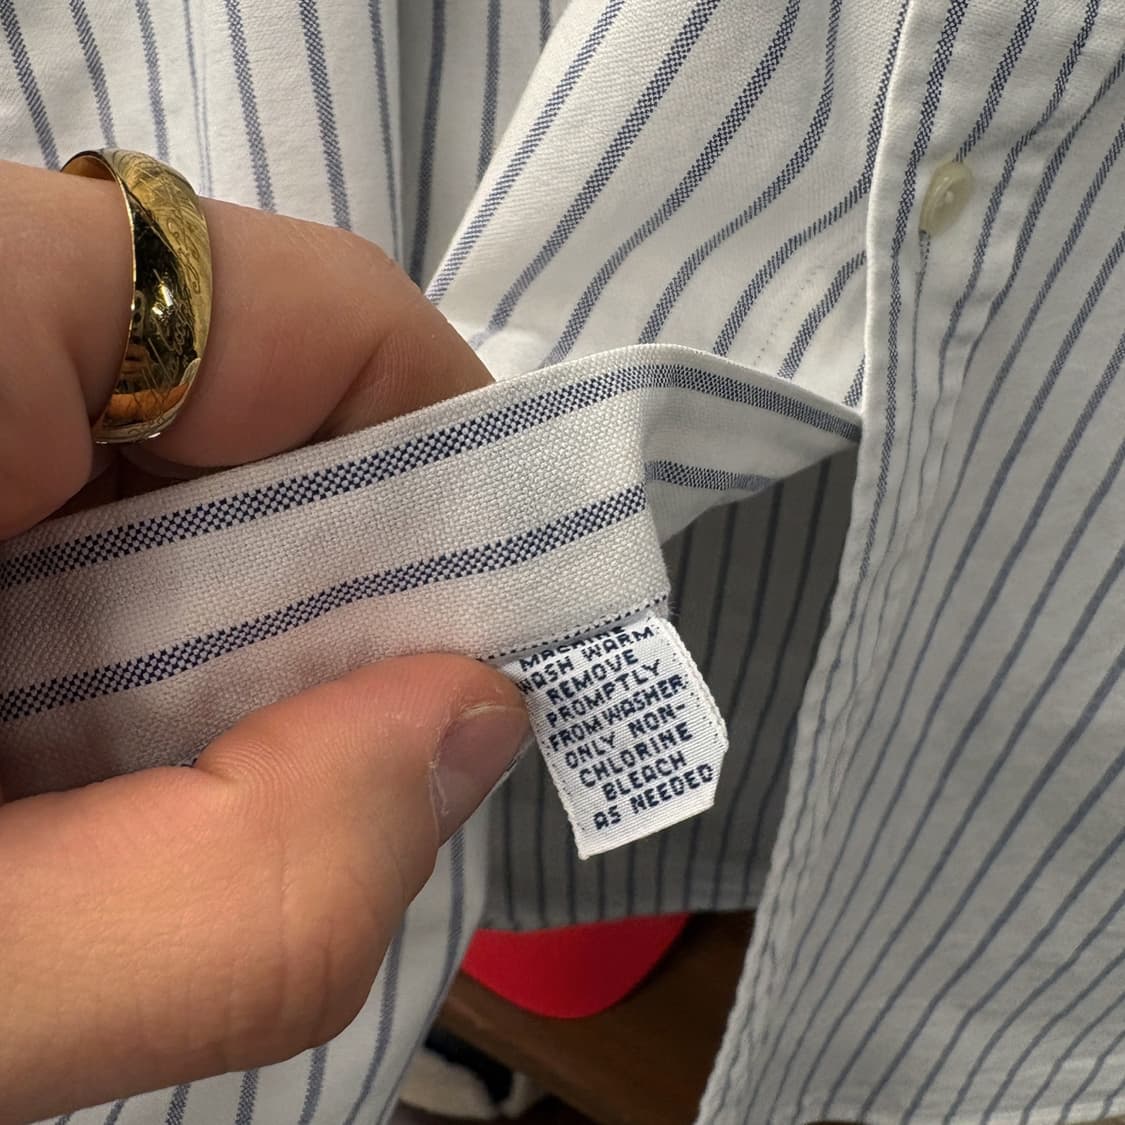 MACHINE
WASH WARM
REMOVE
PROMPTLY
FROM WASHER
ONLY NON-
CHLORINE
BLEACH
AS NEEDED